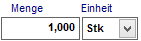 Menge Einheit
1,000 Stk